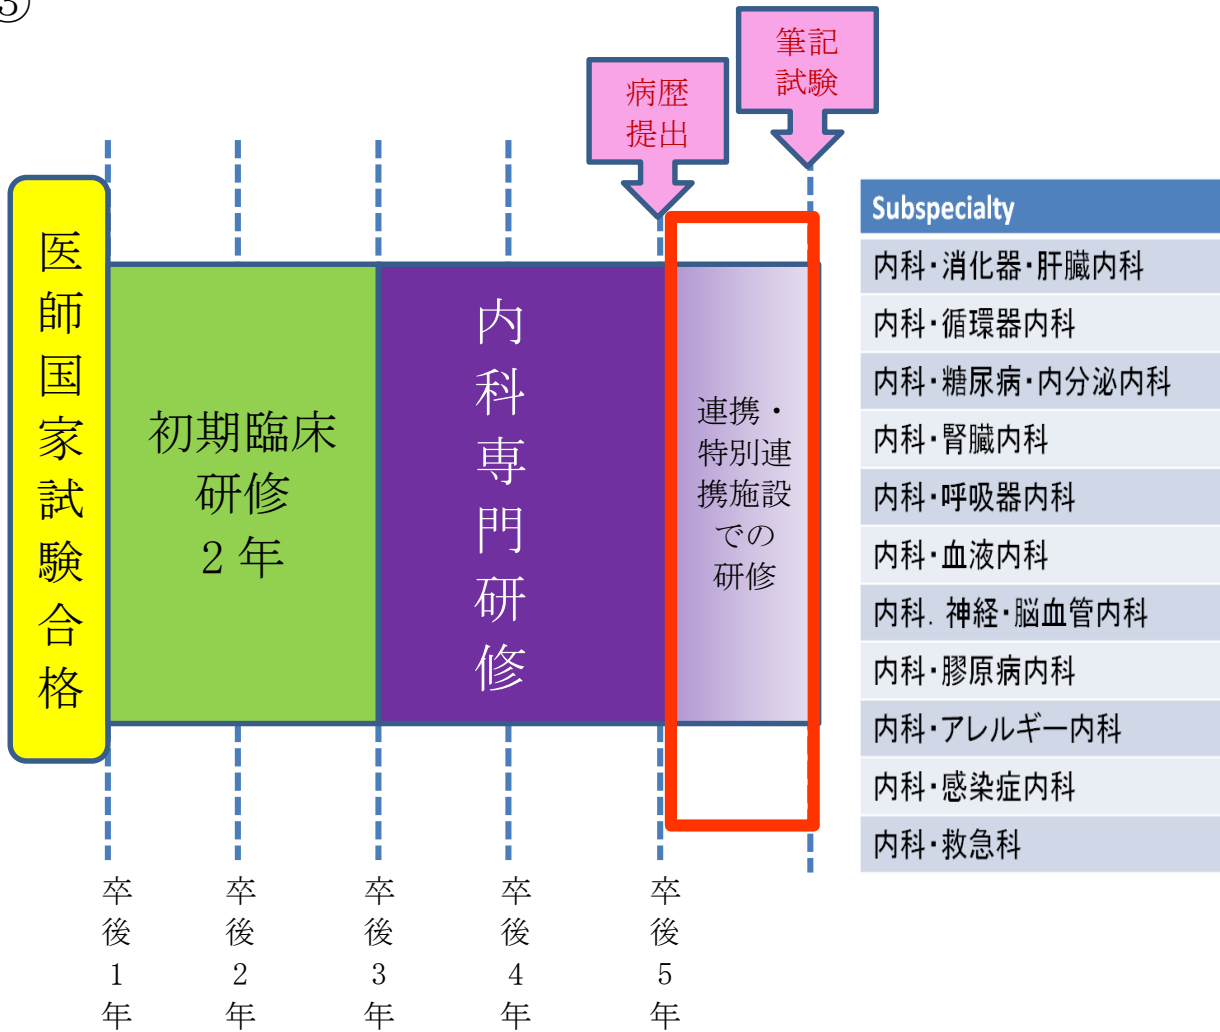 筆記
試験
病歴
提出
医師国家試験合格
初期臨床
研修
2 年
内科専門研修
連携・
特別連
携施設
での
研修
Subspecialty
内科・消化器・肝臓内科
内科・循環器内科
内科・糖尿病・内分泌内科
内科・腎臓内科
内科・呼吸器内科
内科・血液内科
内科．神経・脳血管内科
内科・膠原病内科
内科・アレルギー内科
内科・感染症内科
内科・救急科
卒後1年
卒後2年
卒後3年
卒後4年
卒後5年